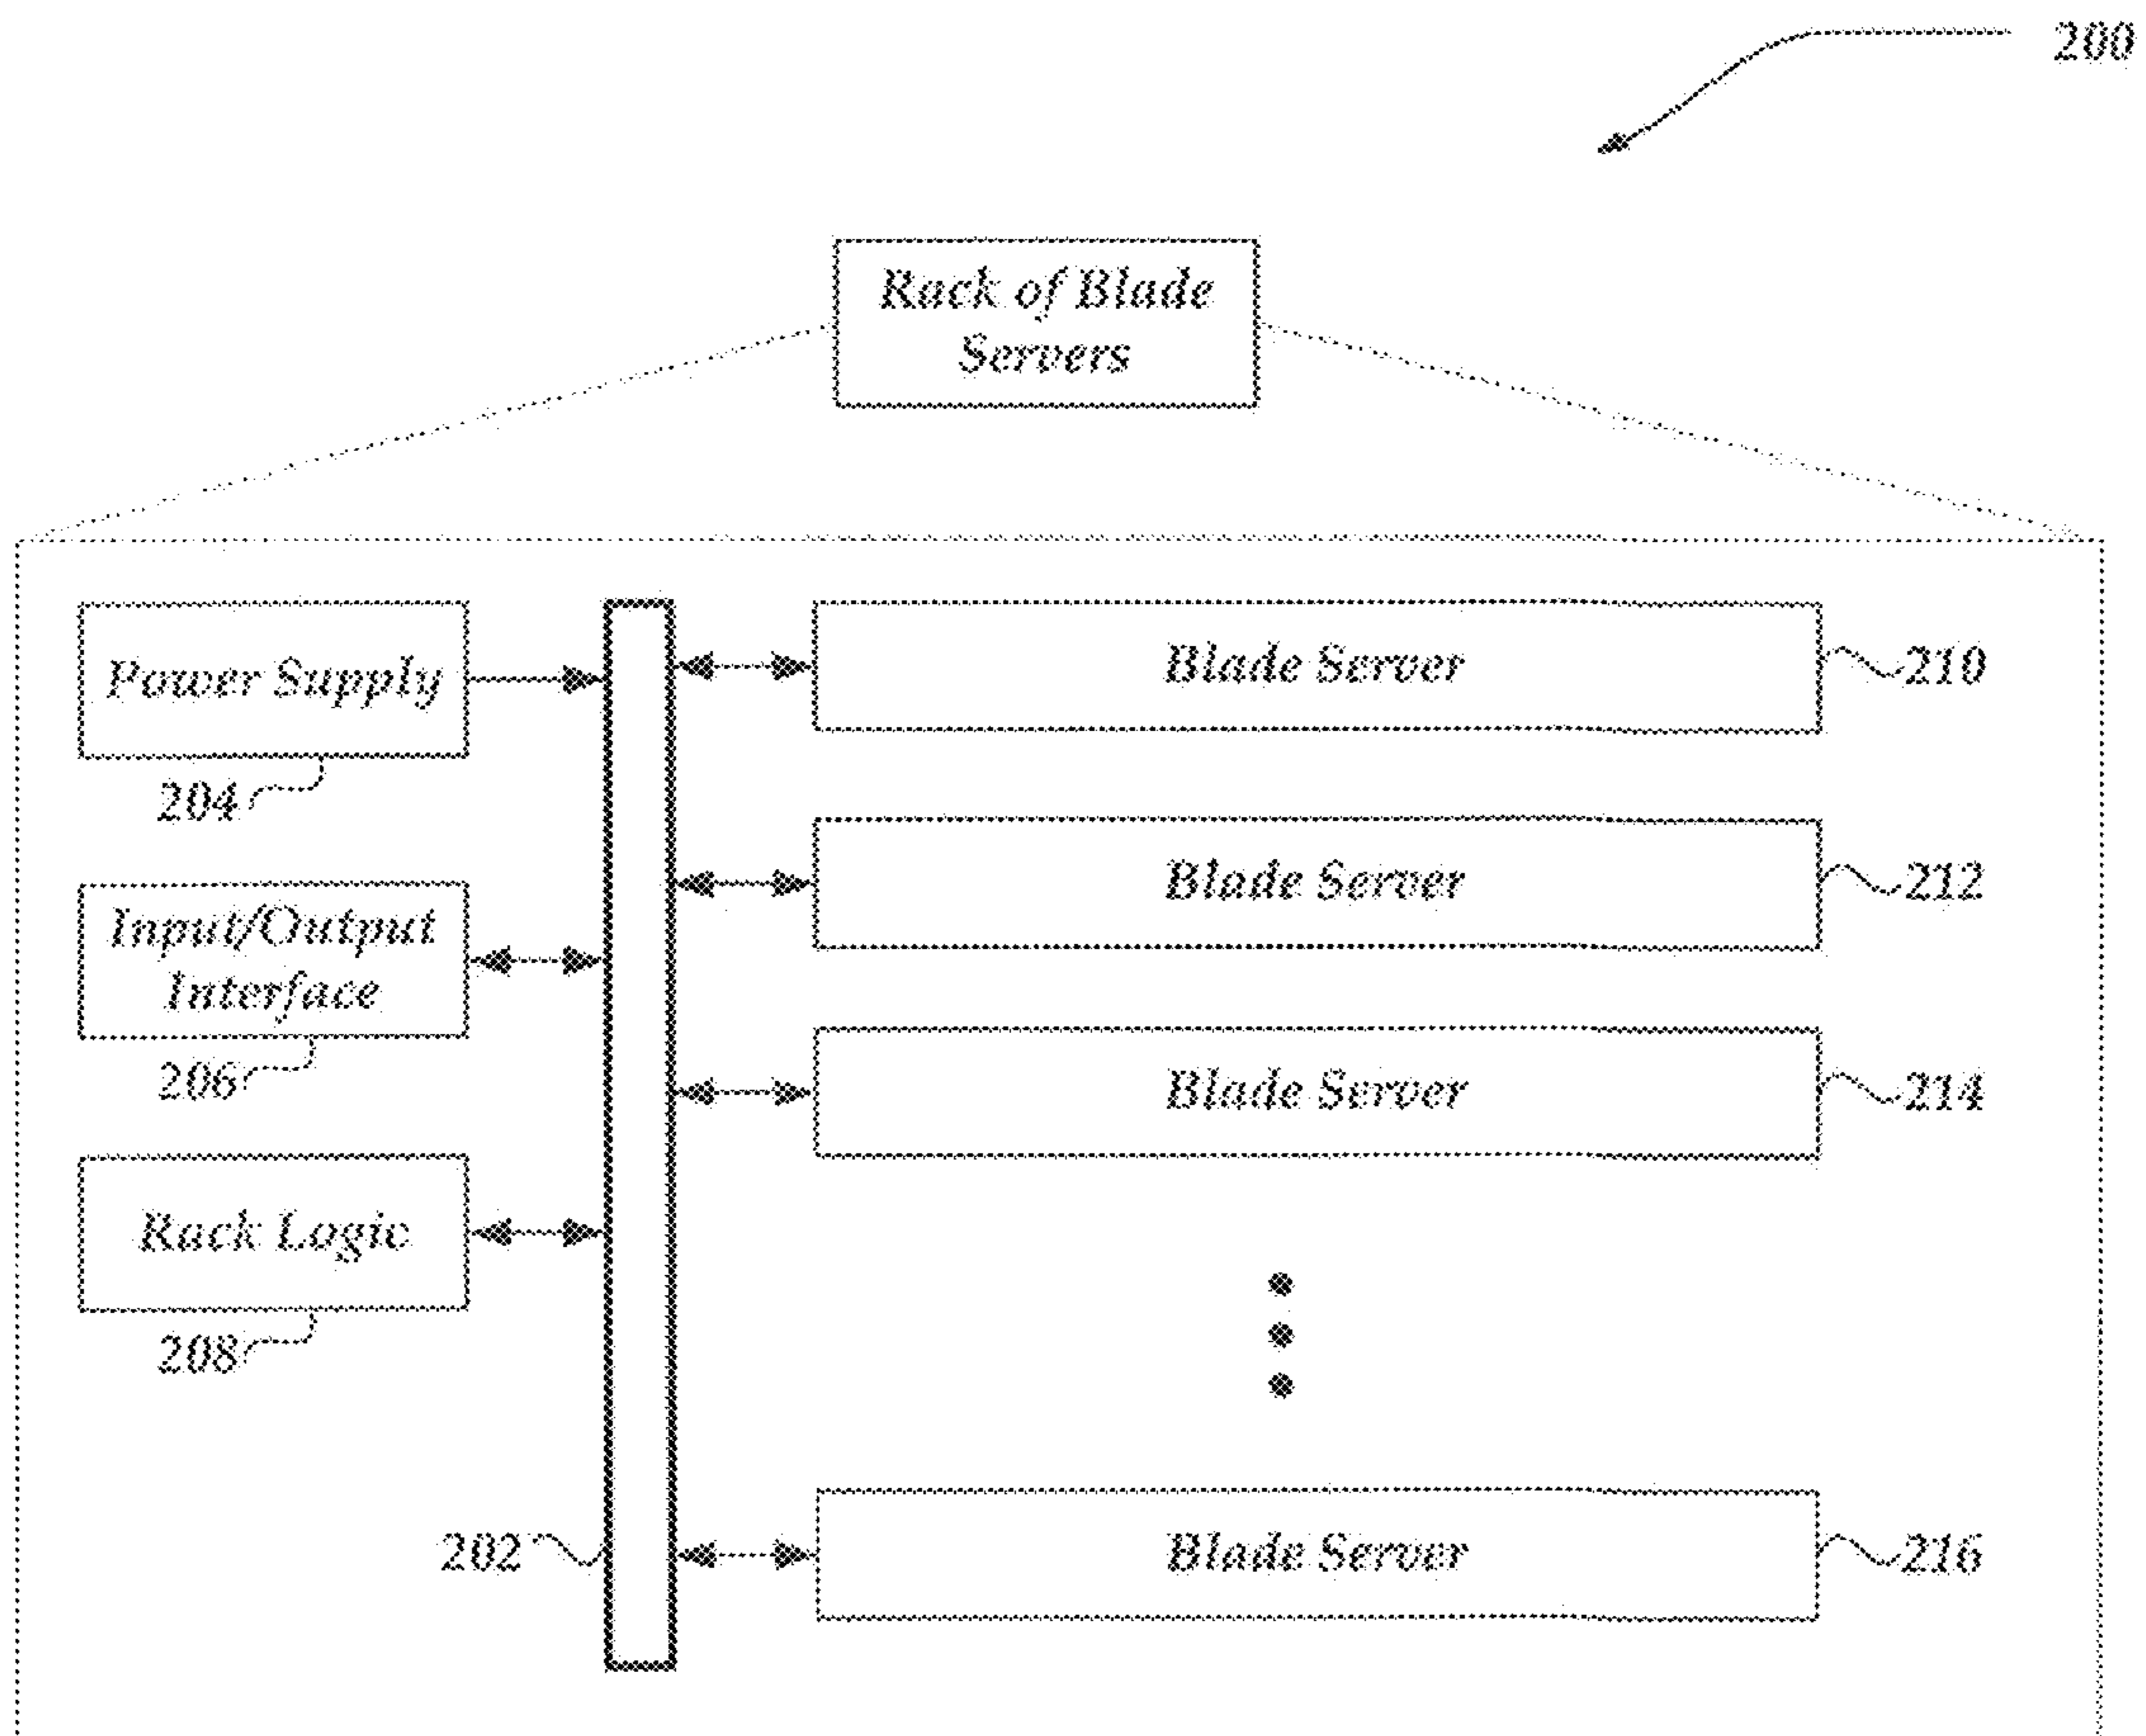 200
Rack of Blade
Servers
Power Supply
204
Input/Output
Interface
206
Rack Logic
208
202
Blade Server
210
Blade Server
212
Blade Server
214
Blade Server
216